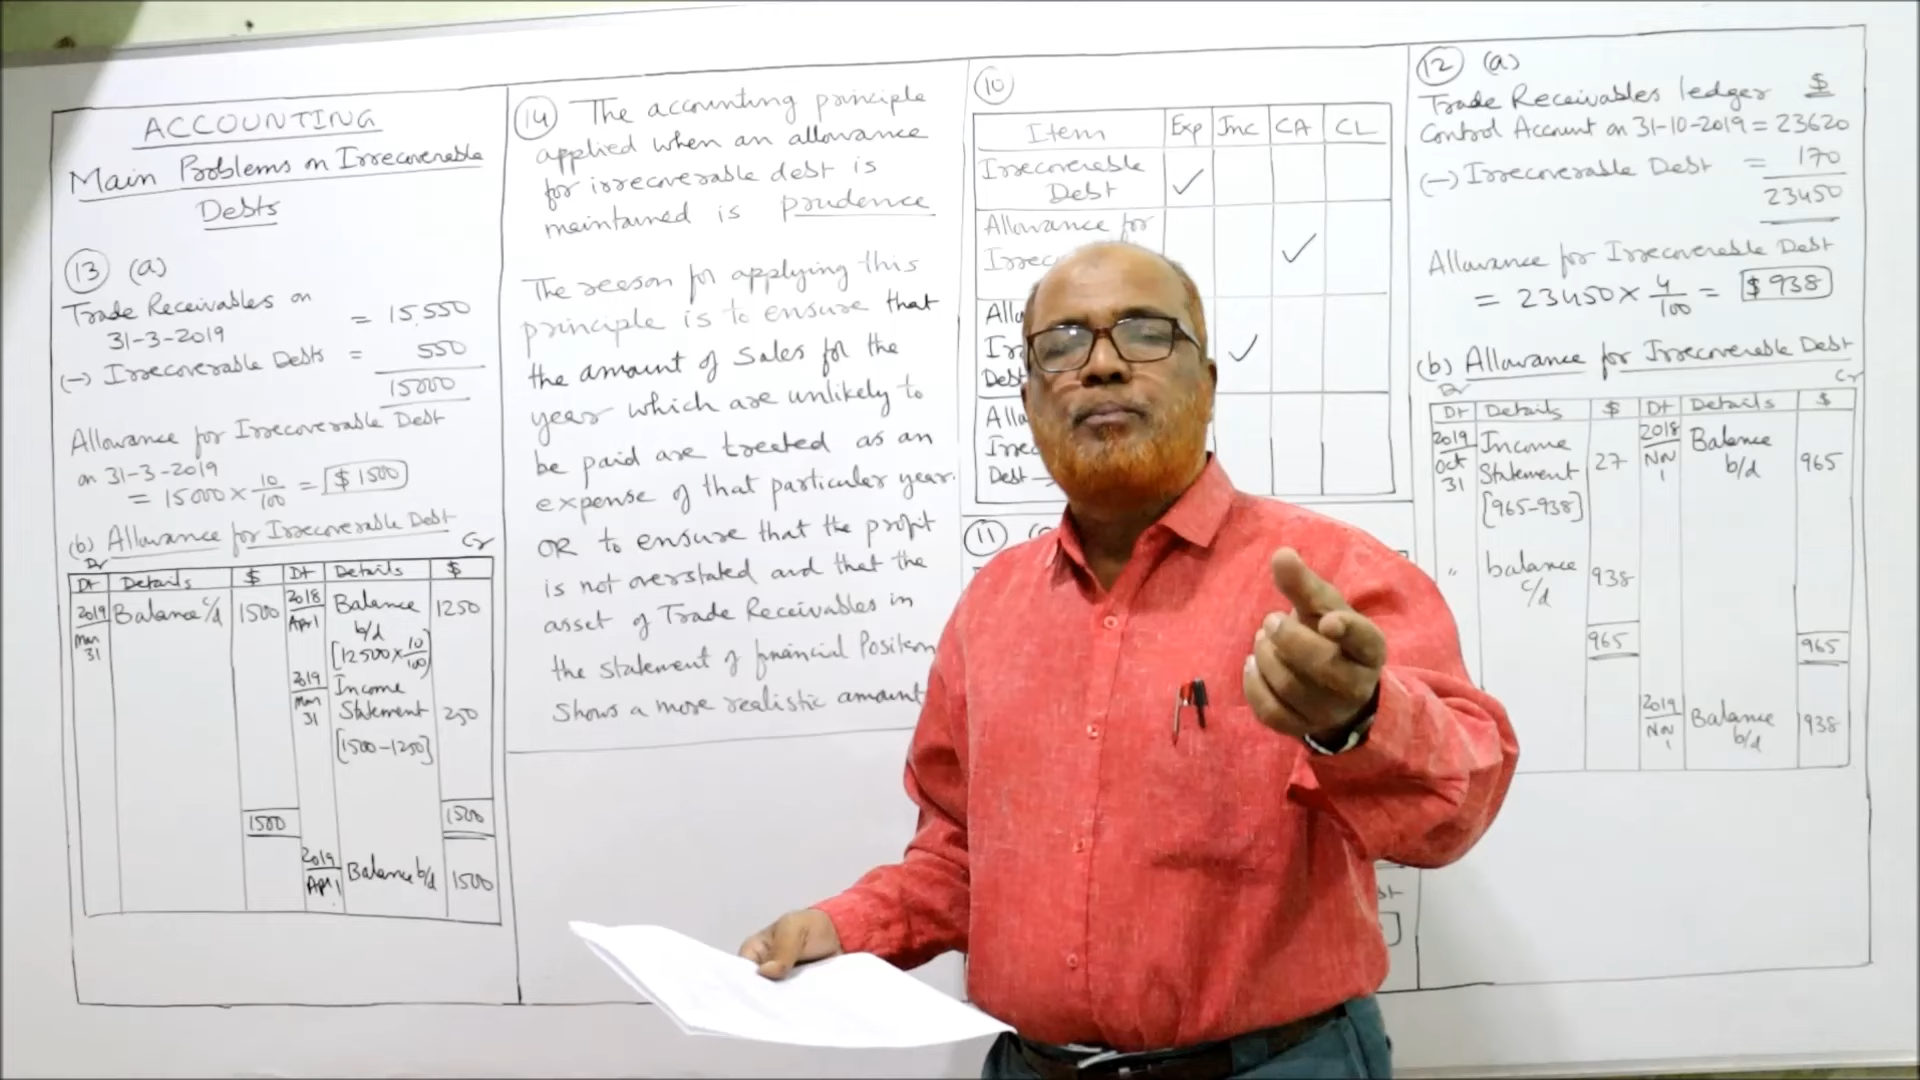 ACCOUNTING
Main Problems on Irrecoverable
Debts
13 (a)
Trade Receivables on
31-3-2019 = 15,550
(-) Irrecoverable Debts = 550
15000
Allowance for Irrecoverable Debt
on 31-3-2019
= 15000 × 10/100 = $1500
(b) Allowance for Irrecoverable Debt
Dr Cr
Dt Details $ Dt Details $
2019 Mar 31 Balance c/d 1500 2018 Apr 1 Balance b/d 1250
[12500 × 10/100]
2019 Mar 31 Income
Statement 250
[1500-1250]
1500 1500
2019 Apr 1 Balance b/d 1500
14 The accounting principle
applied when an allowance
for irrecoverable debt is
maintained is prudence
The reason for applying this
principle is to ensure that
the amount of sales for the
year which are unlikely to
be paid are treated as an
expense of that particular year.
OR to ensure that the profit
is not overstated and that the
asset of Trade Receivables in
the statement of financial Position
shows a more realistic amount
10
Item Exp Inc CA CL
Irrecoverable
Debt ✓
Allowance for
✓
✓
Debt
Debt
11
12 (a)
Trade Receivables ledger $
Control Account on 31-10-2019 = 23620
(-) Irrecoverable Debt = 170
23450
Allowance for Irrecoverable Debt
= 23450 × 4/100 = $938
(b) Allowance for Irrecoverable Debt
Dr Cr
Dt Details $ Dt Details $
2019 Oct 31 Income
Statement 27 2018 Nov 1 Balance b/d 965
[965-938]
" balance c/d 938
965 965
2019 Nov 1 Balance b/d 938